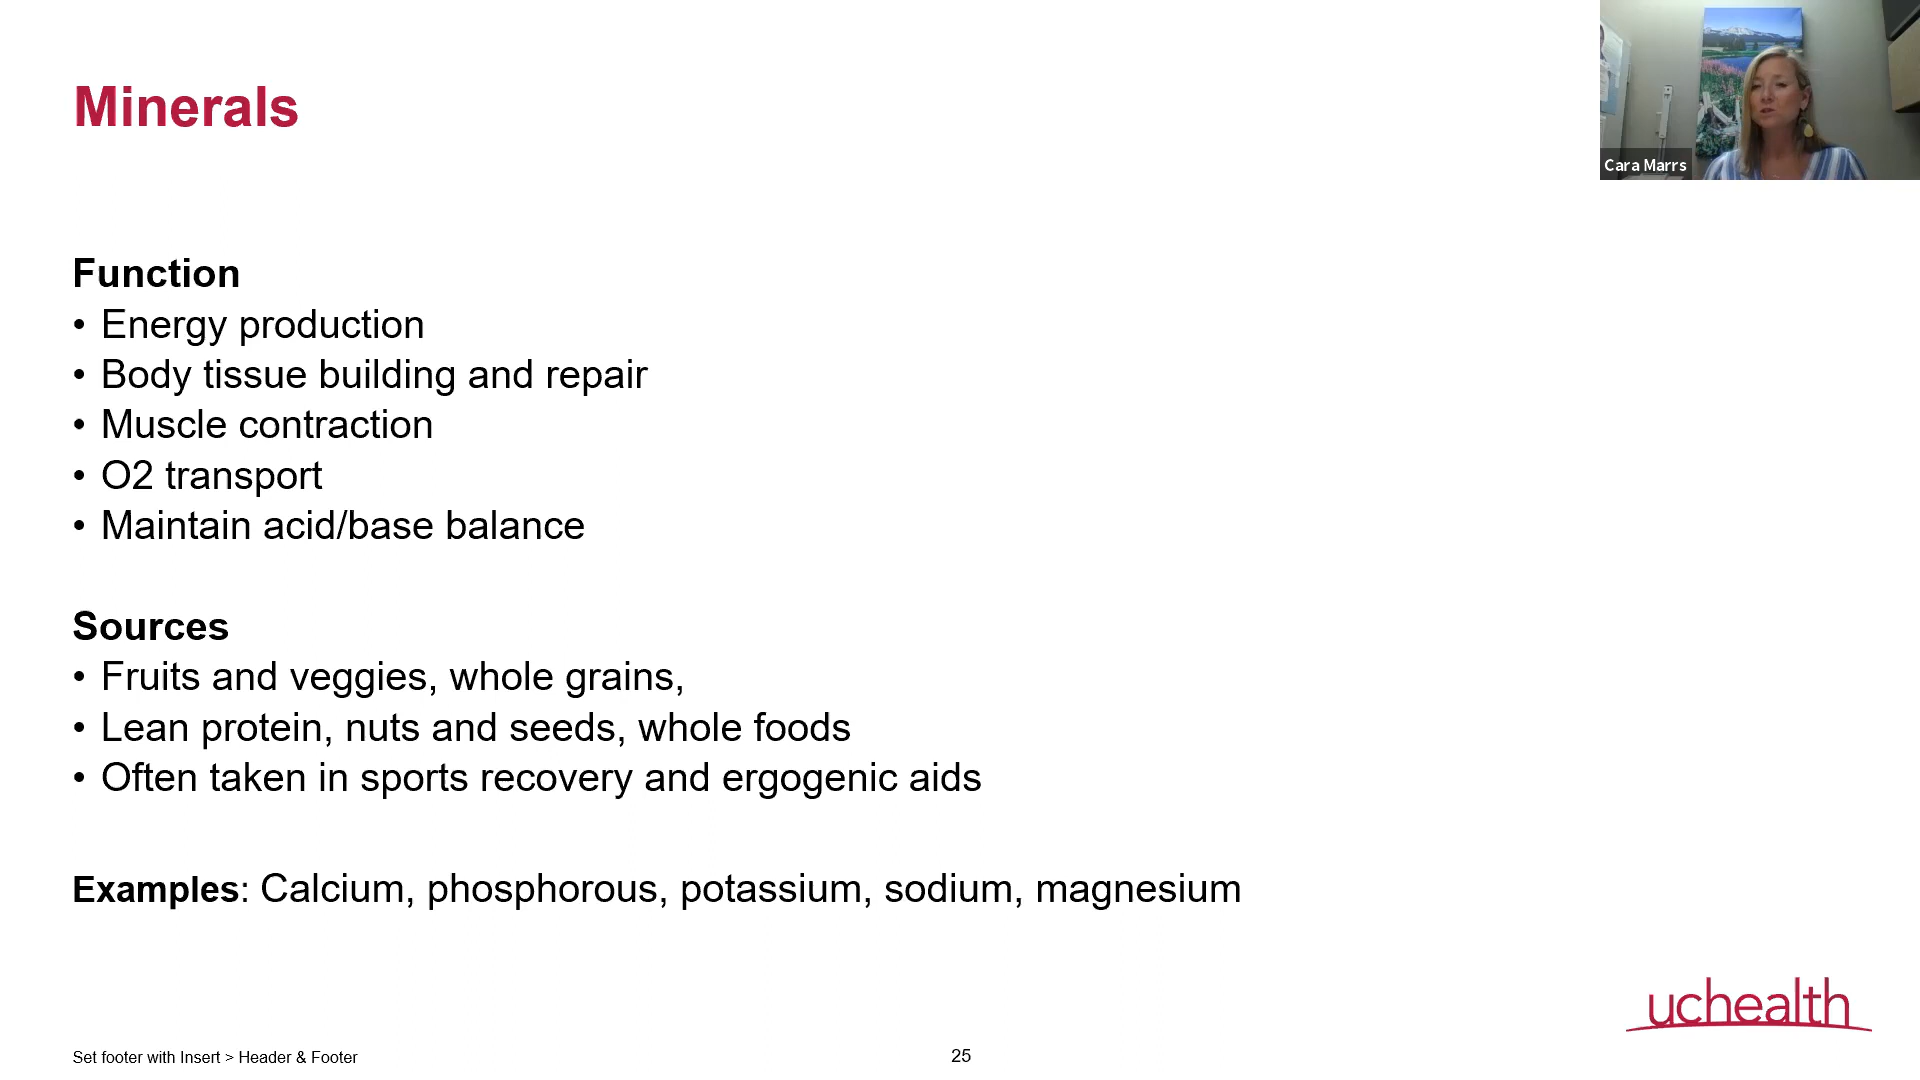 Minerals
Cara Marrs
Function
• Energy production
• Body tissue building and repair
• Muscle contraction
• O2 transport
• Maintain acid/base balance
Sources
• Fruits and veggies, whole grains,
• Lean protein, nuts and seeds, whole foods
• Often taken in sports recovery and ergogenic aids
Examples: Calcium, phosphorous, potassium, sodium, magnesium
uchealth
Set footer with Insert > Header & Footer
25